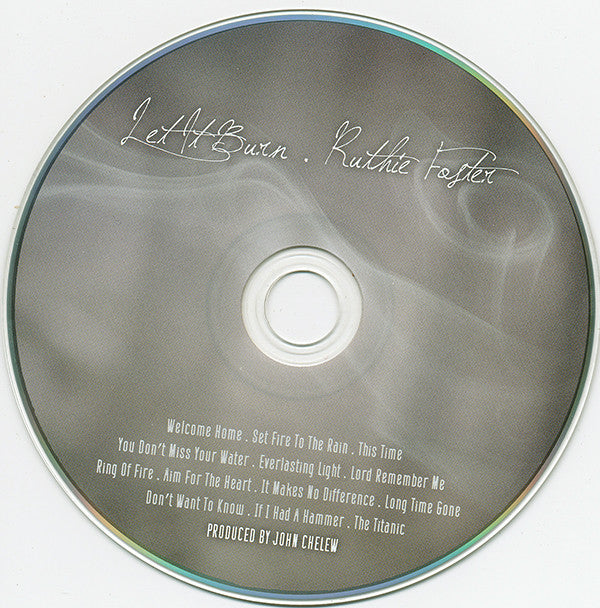 Let It Burn . Ruthie Foster
Welcome Home . Set Fire To The Rain . This Time
You Don't Miss Your Water . Everlasting Light . Lord Remember Me
Ring Of Fire . Aim For The Heart . It Makes No Difference . Long Time Gone
Don't Want To Know . If I Had A Hammer . The Titanic
PRODUCED BY JOHN CHELEW